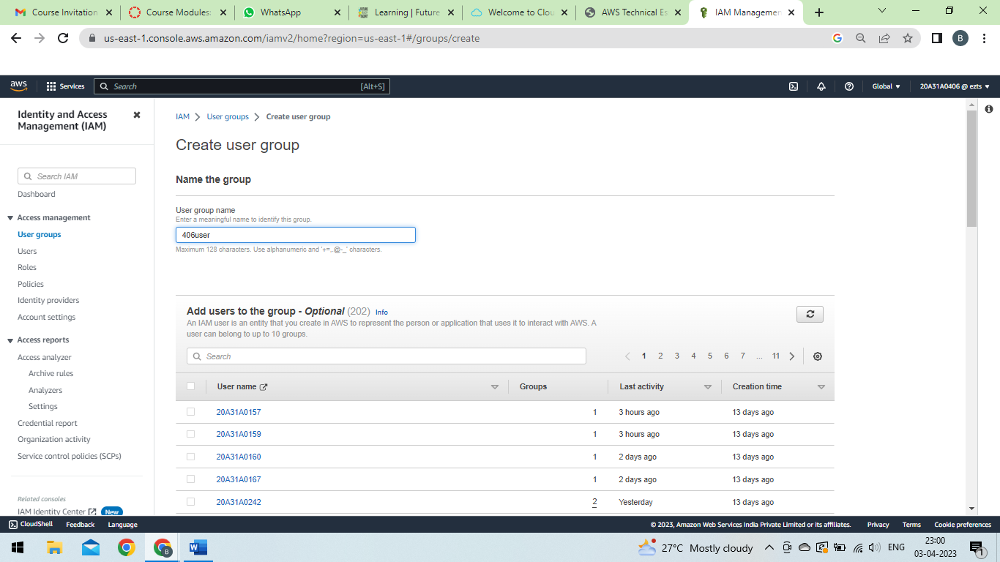 Course Invitation
Course Modules:
WhatsApp
Learning | Future
Welcome to Clou
AWS Technical Es
IAM Managemen
us-east-1.console.aws.amazon.com/iamv2/home?region=us-east-1#/groups/create
B
aws
Services
Search
[Alt+S]
Global
20A31A0406 @ ezts
Identity and Access
Management (IAM)
Search IAM
Dashboard
Access management
User groups
Users
Roles
Policies
Identity providers
Account settings
Access reports
Access analyzer
Archive rules
Analyzers
Settings
Credential report
Organization activity
Service control policies (SCPs)
Related consoles
IAM Identity Center New
IAM > User groups > Create user group
Create user group
Name the group
User group name
Enter a meaningful name to identify this group.
406user
Maximum 128 characters. Use alphanumeric and '+=,.@-_' characters.
Add users to the group - Optional (202) Info
An IAM user is an entity that you create in AWS to represent the person or application that uses it to interact with AWS. A
user can belong to up to 10 groups.
Search
< 1 2 3 4 5 6 7 ... 11 >
User name Groups Last activity Creation time
20A31A0157 1 3 hours ago 13 days ago
20A31A0159 1 3 hours ago 13 days ago
20A31A0160 1 2 days ago 13 days ago
20A31A0167 1 2 days ago 13 days ago
20A31A0242 2 Yesterday 13 days ago
CloudShell Feedback Language
© 2023, Amazon Web Services India Private Limited or its affiliates. Privacy Terms Cookie preferences
B
W
27°C Mostly cloudy
ENG
23:00
03-04-2023
1